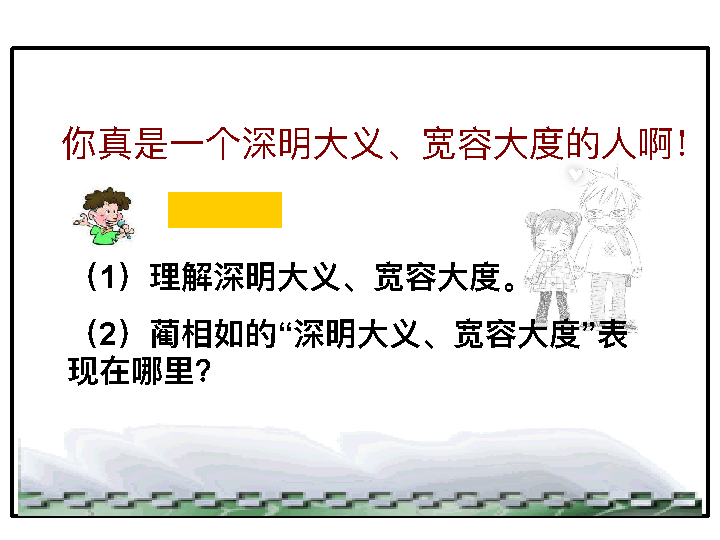 你真是一个深明大义、宽容大度的人啊！
（1）理解深明大义、宽容大度。
（2）蔺相如的“深明大义、宽容大度”表
现在哪里？